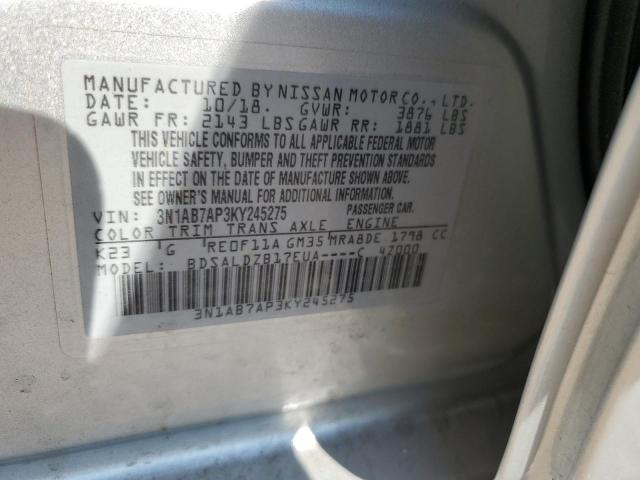 MANUFACTURED BY NISSAN MOTOR CO., LTD.
DATE: 10/18. GVWR: 3876 LBS
GAWR FR: 2143 LBS GAWR RR: 1881 LBS
THIS VEHICLE CONFORMS TO ALL APPLICABLE FEDERAL MOTOR
VEHICLE SAFETY, BUMPER AND THEFT PREVENTION STANDARDS
IN EFFECT ON THE DATE OF MANUFACTURE SHOWN ABOVE.
SEE OWNER'S MANUAL FOR ADDITIONAL INFORMATION.
VIN: 3N1AB7AP3KY245275 PASSENGER CAR.
COLOR TRIM TRANS AXLE ENGINE
K23 G RE0F11A GM35 MRA8DE 1798 CC
MODEL: BDSALDZB17EUA----C 42000
3N1AB7AP3KY245275